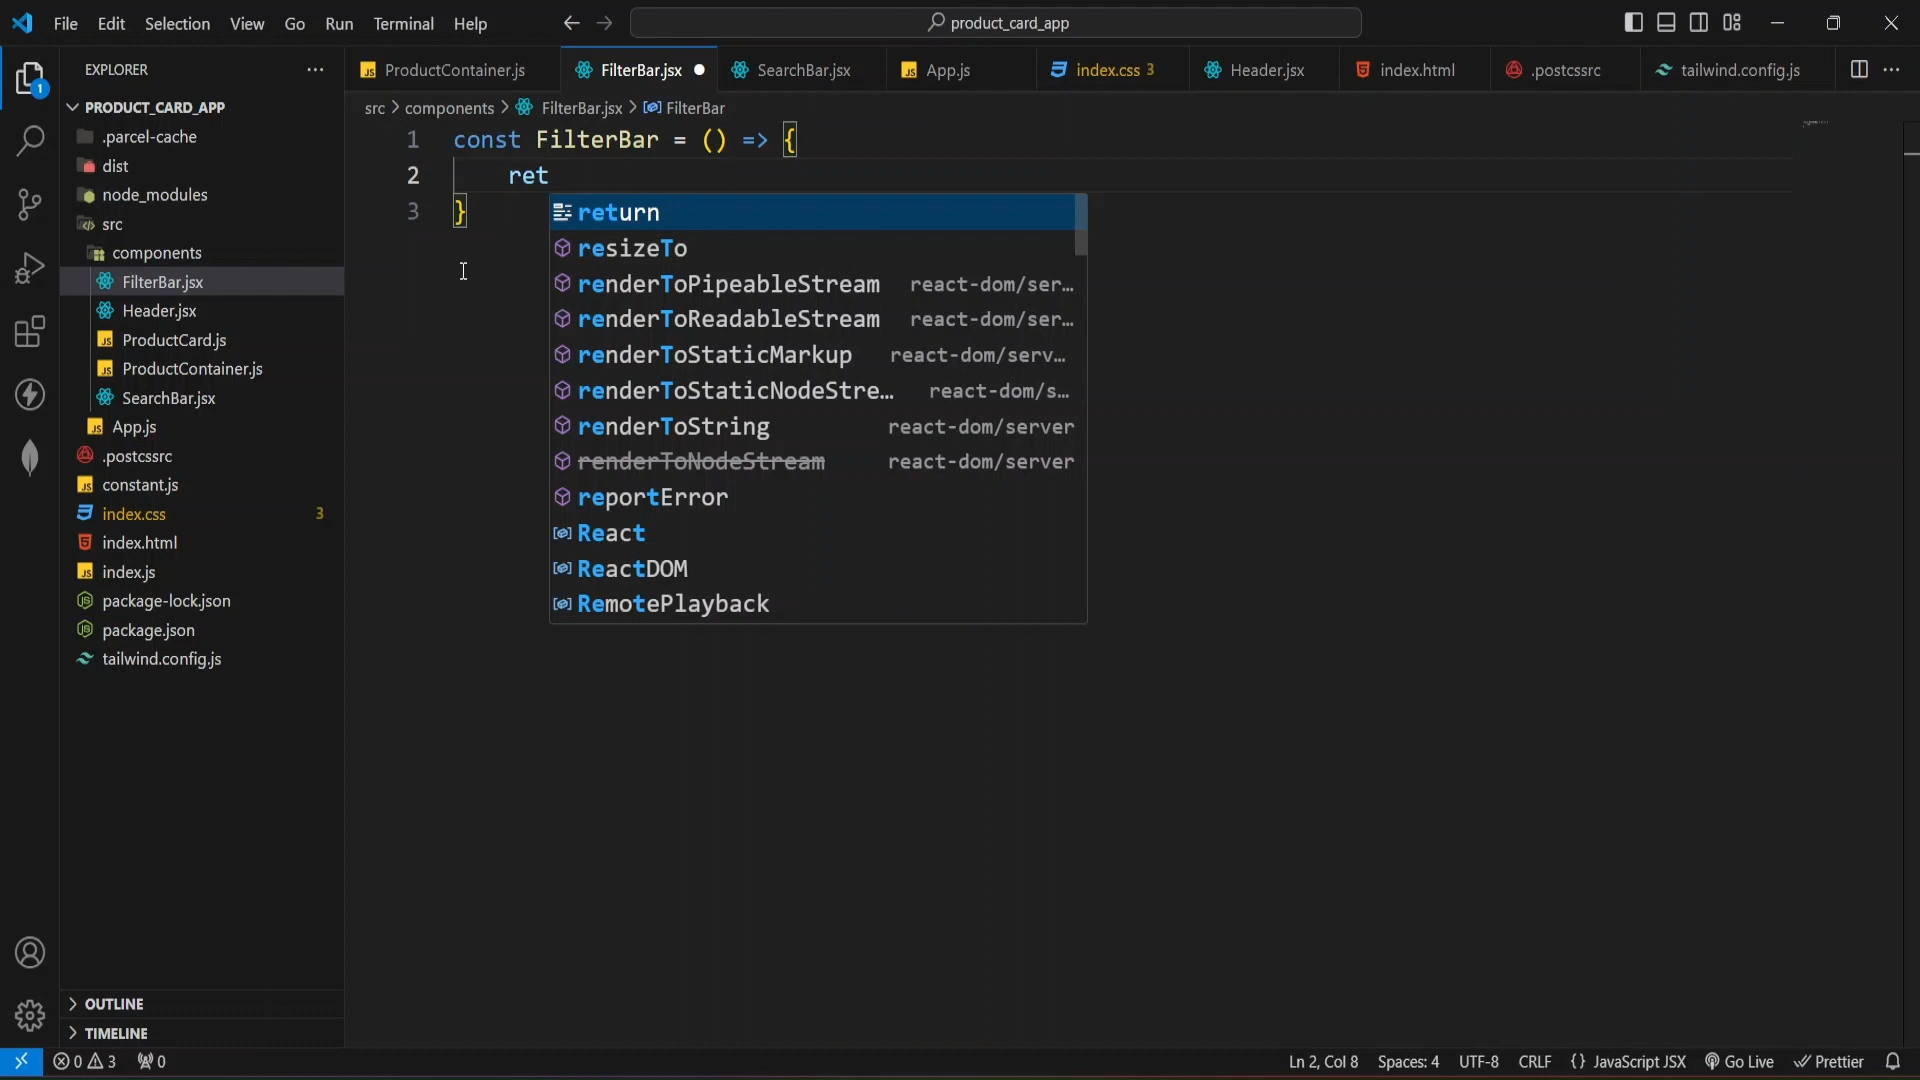 File Edit Selection View Go Run Terminal Help
product_card_app
EXPLORER
PRODUCT_CARD_APP
.parcel-cache
dist
node_modules
src
components
FilterBar.jsx
Header.jsx
ProductCard.js
ProductContainer.js
SearchBar.jsx
App.js
.postcssrc
constant.js
index.css 3
index.html
index.js
package-lock.json
package.json
tailwind.config.js
OUTLINE
TIMELINE
1
ProductContainer.js FilterBar.jsx SearchBar.jsx App.js index.css 3 Header.jsx index.html .postcssrc tailwind.config.js
src > components > FilterBar.jsx > FilterBar
1 const FilterBar = () => {
2 ret
3 }
return
resizeTo
renderToPipeableStream react-dom/ser…
renderToReadableStream react-dom/ser…
renderToStaticMarkup react-dom/serv…
renderToStaticNodeStre… react-dom/s…
renderToString react-dom/server
renderToNodeStream react-dom/server
reportError
React
ReactDOM
RemotePlayback
0 3 0
Ln 2, Col 8 Spaces: 4 UTF-8 CRLF {} JavaScript JSX Go Live Prettier